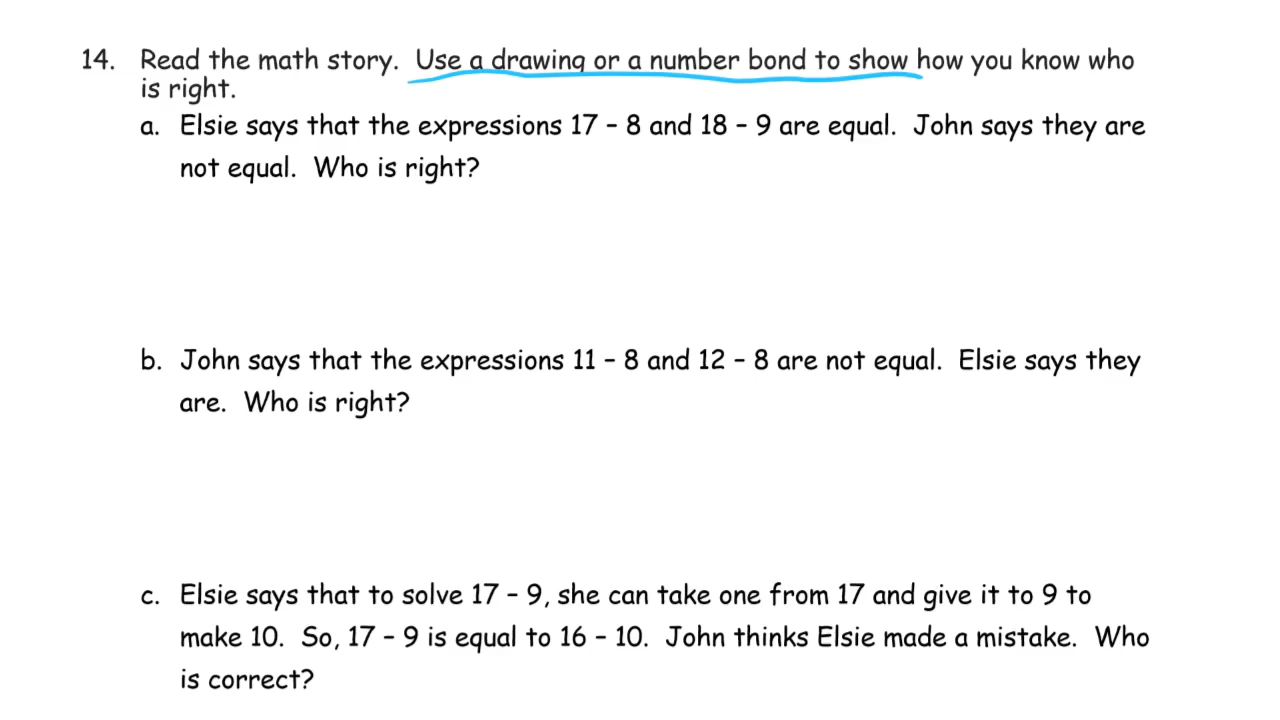 14. Read the math story. Use a drawing or a number bond to show how you know who
is right.
a. Elsie says that the expressions 17 – 8 and 18 – 9 are equal. John says they are
not equal. Who is right?
b. John says that the expressions 11 – 8 and 12 – 8 are not equal. Elsie says they
are. Who is right?
c. Elsie says that to solve 17 – 9, she can take one from 17 and give it to 9 to
make 10. So, 17 – 9 is equal to 16 – 10. John thinks Elsie made a mistake. Who
is correct?